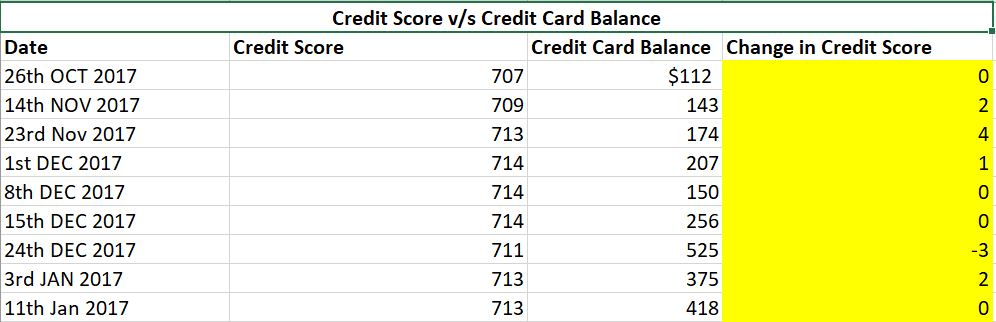 Credit Score v/s Credit Card Balance
Date Credit Score Credit Card Balance Change in Credit Score
26th OCT 2017 707 $112 0
14th NOV 2017 709 143 2
23rd Nov 2017 713 174 4
1st DEC 2017 714 207 1
8th DEC 2017 714 150 0
15th DEC 2017 714 256 0
24th DEC 2017 711 525 -3
3rd JAN 2017 713 375 2
11th Jan 2017 713 418 0